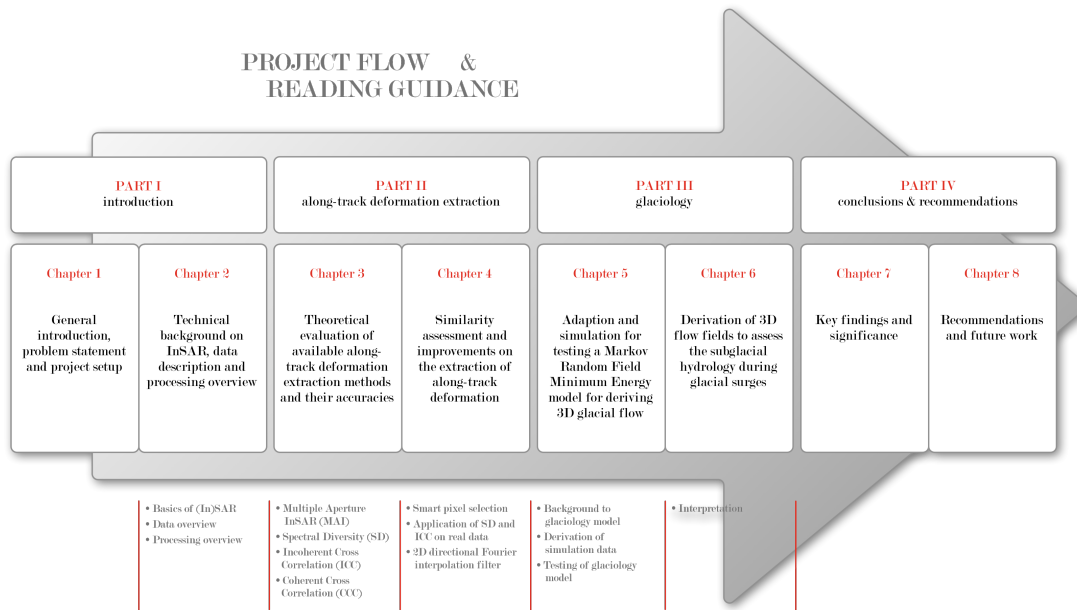 PROJECT FLOW &
READING GUIDANCE
PART I
introduction
PART II
along-track deformation extraction
PART III
glaciology
PART IV
conclusions & recommendations
Chapter 1
General
introduction,
problem statement
and project setup
Chapter 2
Technical
background on
InSAR, data
description and
processing overview
Chapter 3
Theoretical
evaluation of
available along-
track deformation
extraction methods
and their accuracies
Chapter 4
Similarity
assessment and
improvements on
the extraction of
along-track
deformation
Chapter 5
Adaption and
simulation for
testing a Markov
Random Field
Minimum Energy
model for deriving
3D glacial flow
Chapter 6
Derivation of 3D
flow fields to assess
the subglacial
hydrology during
glacial surges
Chapter 7
Key findings and
significance
Chapter 8
Recommendations
and future work
• Basics of (In)SAR
• Data overview
• Processing overview
• Multiple Aperture
InSAR (MAI)
• Spectral Diversity (SD)
• Incoherent Cross
Correlation (ICC)
• Coherent Cross
Correlation (CCC)
• Smart pixel selection
• Application of SD and
ICC on real data
• 2D directional Fourier
interpolation filter
• Background to
glaciology model
• Derivation of
simulation data
• Testing of glaciology
model
• Interpretation